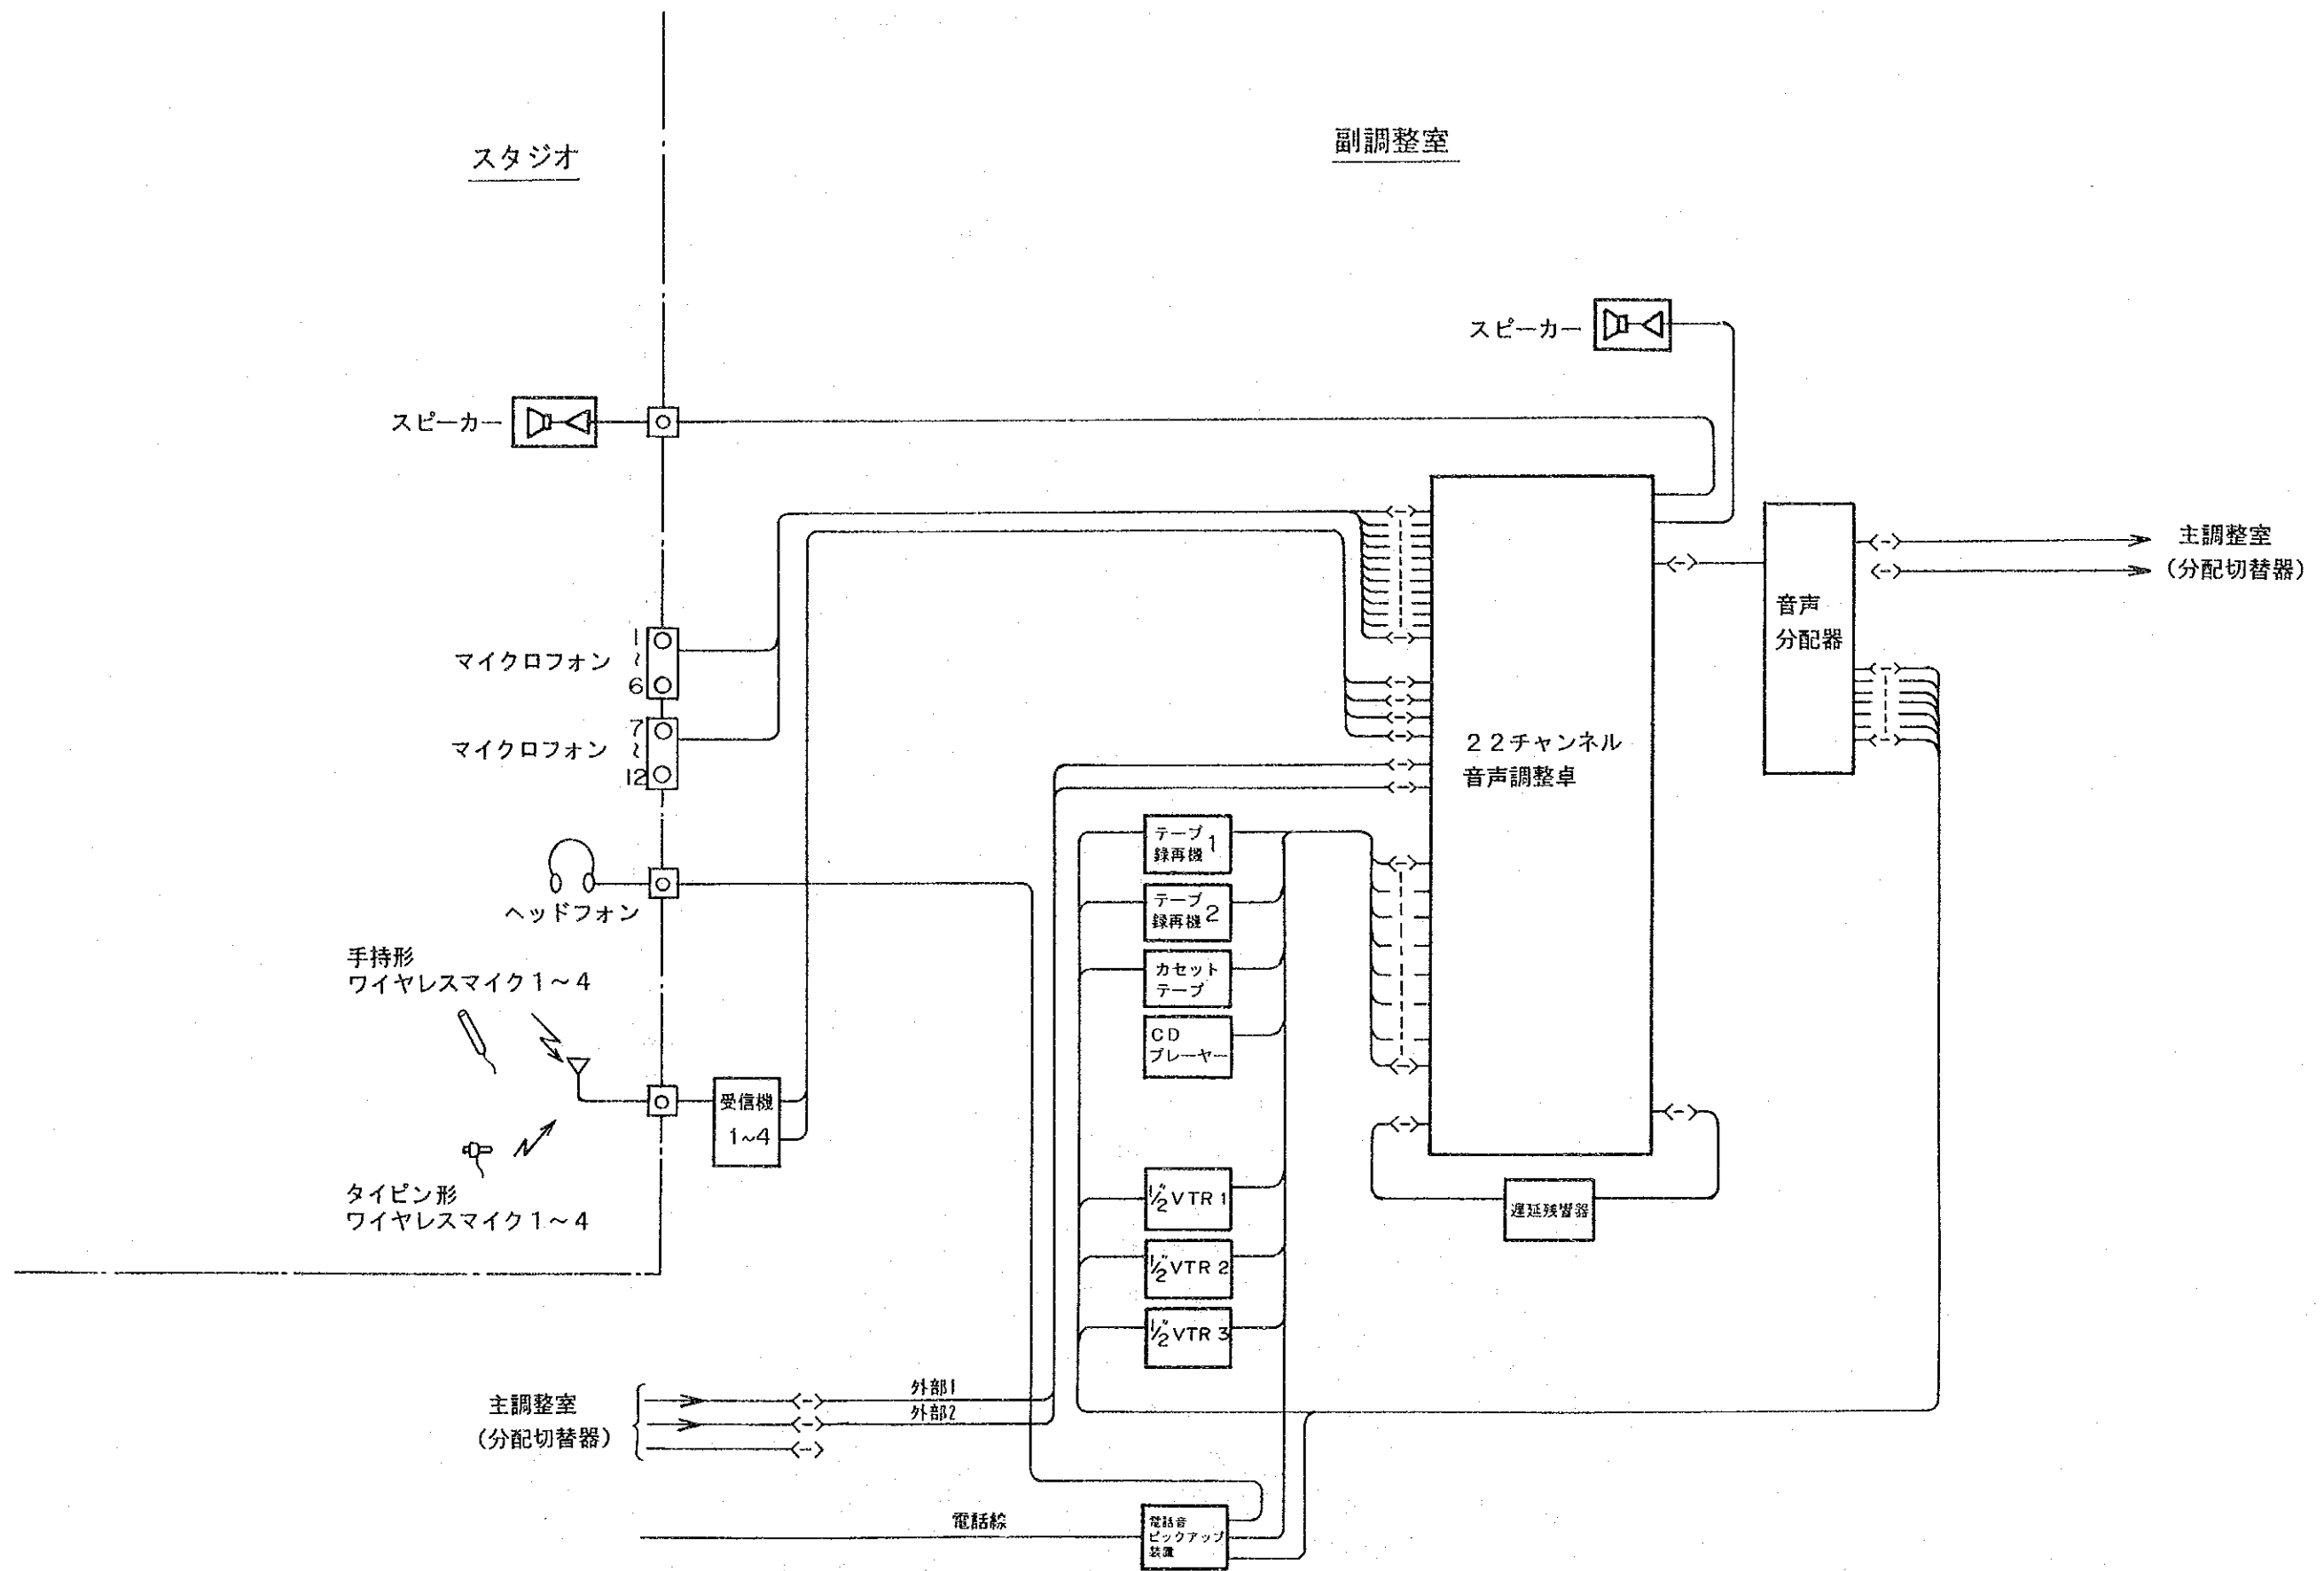 スタジオ
副調整室
スピーカー
スピーカー
主調整室
(分配切替器)
音声
分配器
マイクロフォン
1
〜
6
マイクロフォン
7
〜
12
22チャンネル
音声調整卓
テープ
録再機 1
テープ
録再機 2
カセット
テープ
CD
プレーヤー
ヘッドフォン
手持形
ワイヤレスマイク1〜4
受信機
1〜4
タイピン形
ワイヤレスマイク1〜4
½"VTR 1
½"VTR 2
½"VTR 3
遅延残響器
主調整室
(分配切替器)
外部1
外部2
電話線
電話音
ピックアップ
装置